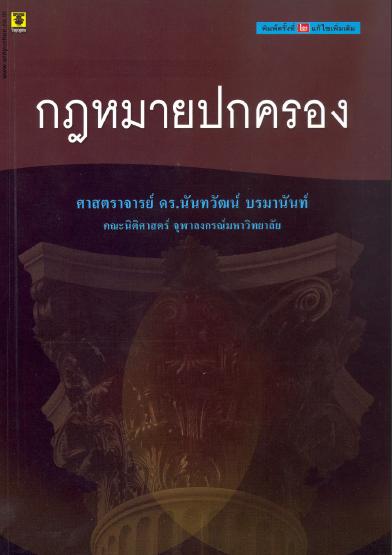 พิมพ์ครั้งที่ ๒ แก้ไขเพิ่มเติม
กฎหมายปกครอง
ศาสตราจารย์ ดร.นันทวัฒน์ บรมานันท์
คณะนิติศาสตร์ จุฬาลงกรณ์มหาวิทยาลัย